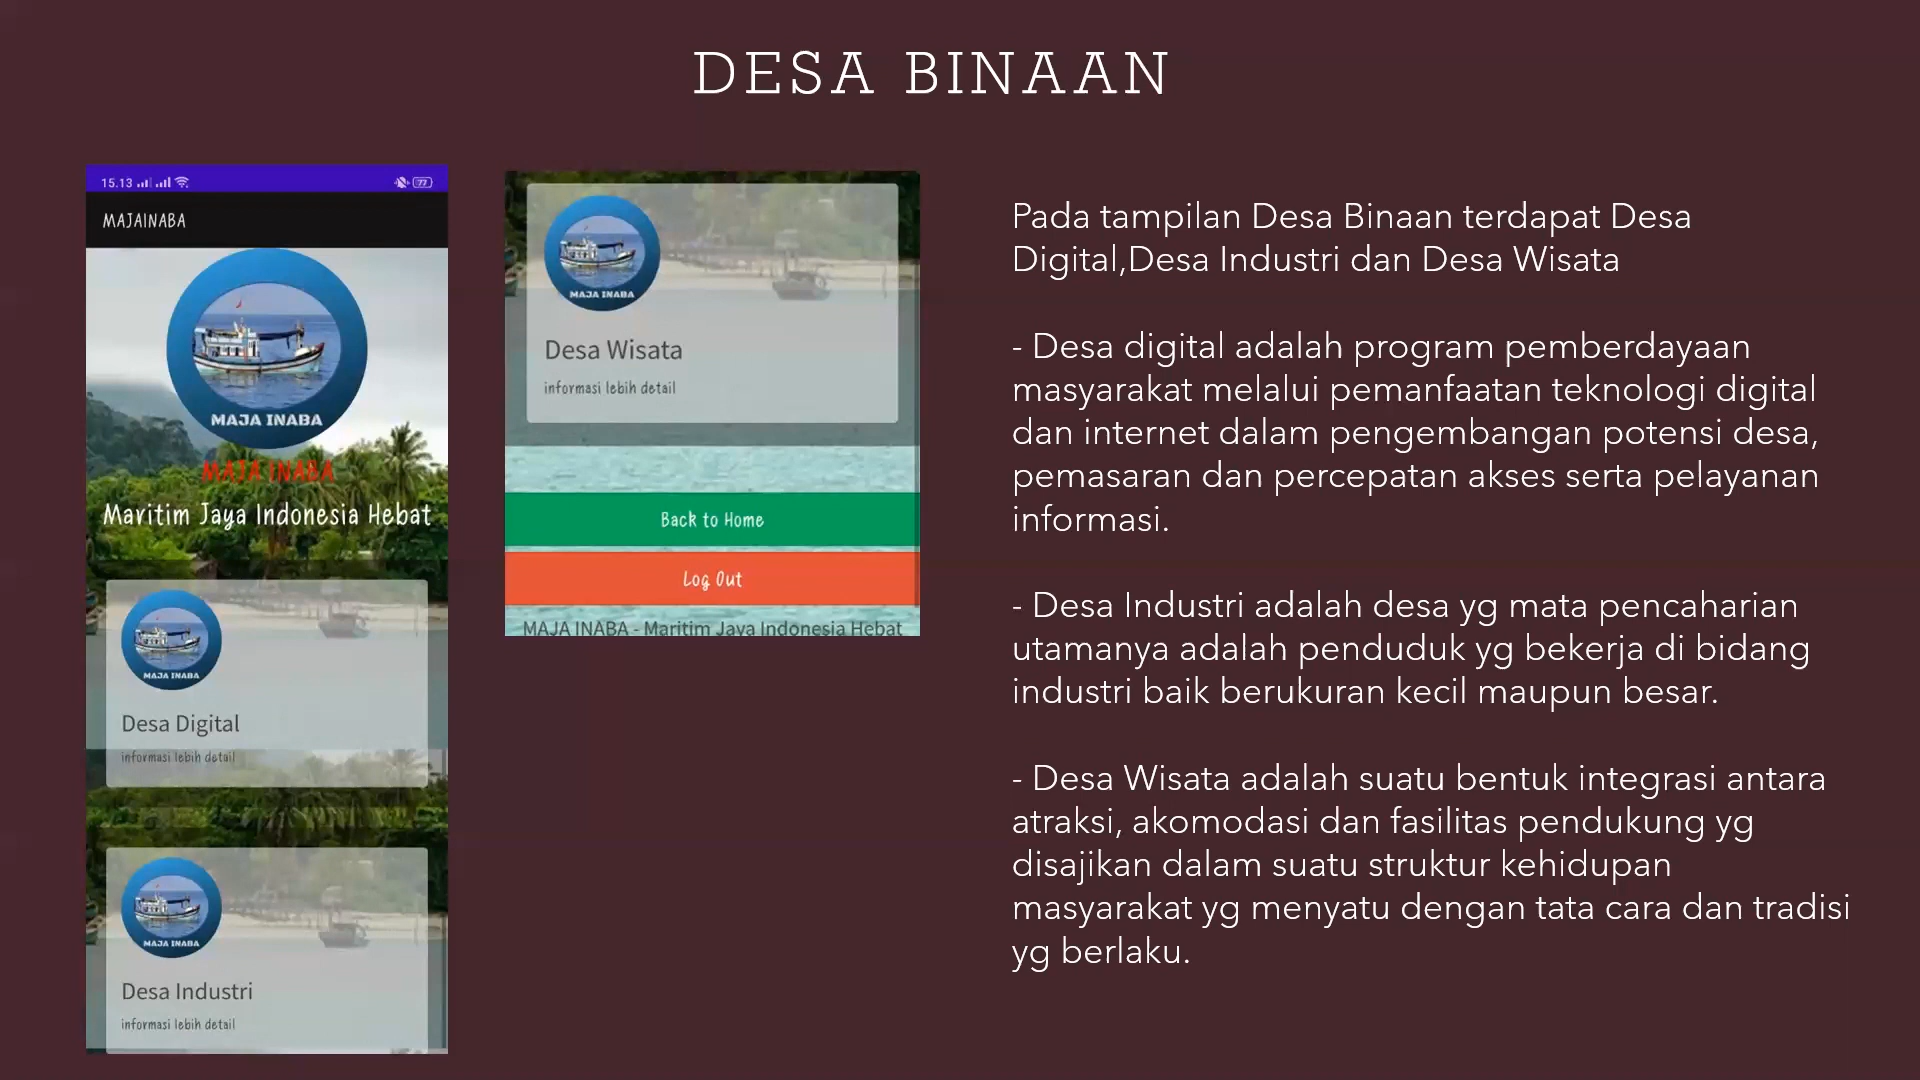 DESA BINAAN
15.13
77
MAJAINABA
MAJA INABA
MAJA INABA
Maritim Jaya Indonesia Hebat
MAJA INABA
Desa Digital
informasi lebih detail
MAJA INABA
Desa Industri
informasi lebih detail
MAJA INABA
Desa Wisata
informasi lebih detail
Back to Home
Log Out
MAJA INABA - Maritim Jaya Indonesia Hebat
Pada tampilan Desa Binaan terdapat Desa
Digital,Desa Industri dan Desa Wisata
- Desa digital adalah program pemberdayaan
masyarakat melalui pemanfaatan teknologi digital
dan internet dalam pengembangan potensi desa,
pemasaran dan percepatan akses serta pelayanan
informasi.
- Desa Industri adalah desa yg mata pencaharian
utamanya adalah penduduk yg bekerja di bidang
industri baik berukuran kecil maupun besar.
- Desa Wisata adalah suatu bentuk integrasi antara
atraksi, akomodasi dan fasilitas pendukung yg
disajikan dalam suatu struktur kehidupan
masyarakat yg menyatu dengan tata cara dan tradisi
yg berlaku.